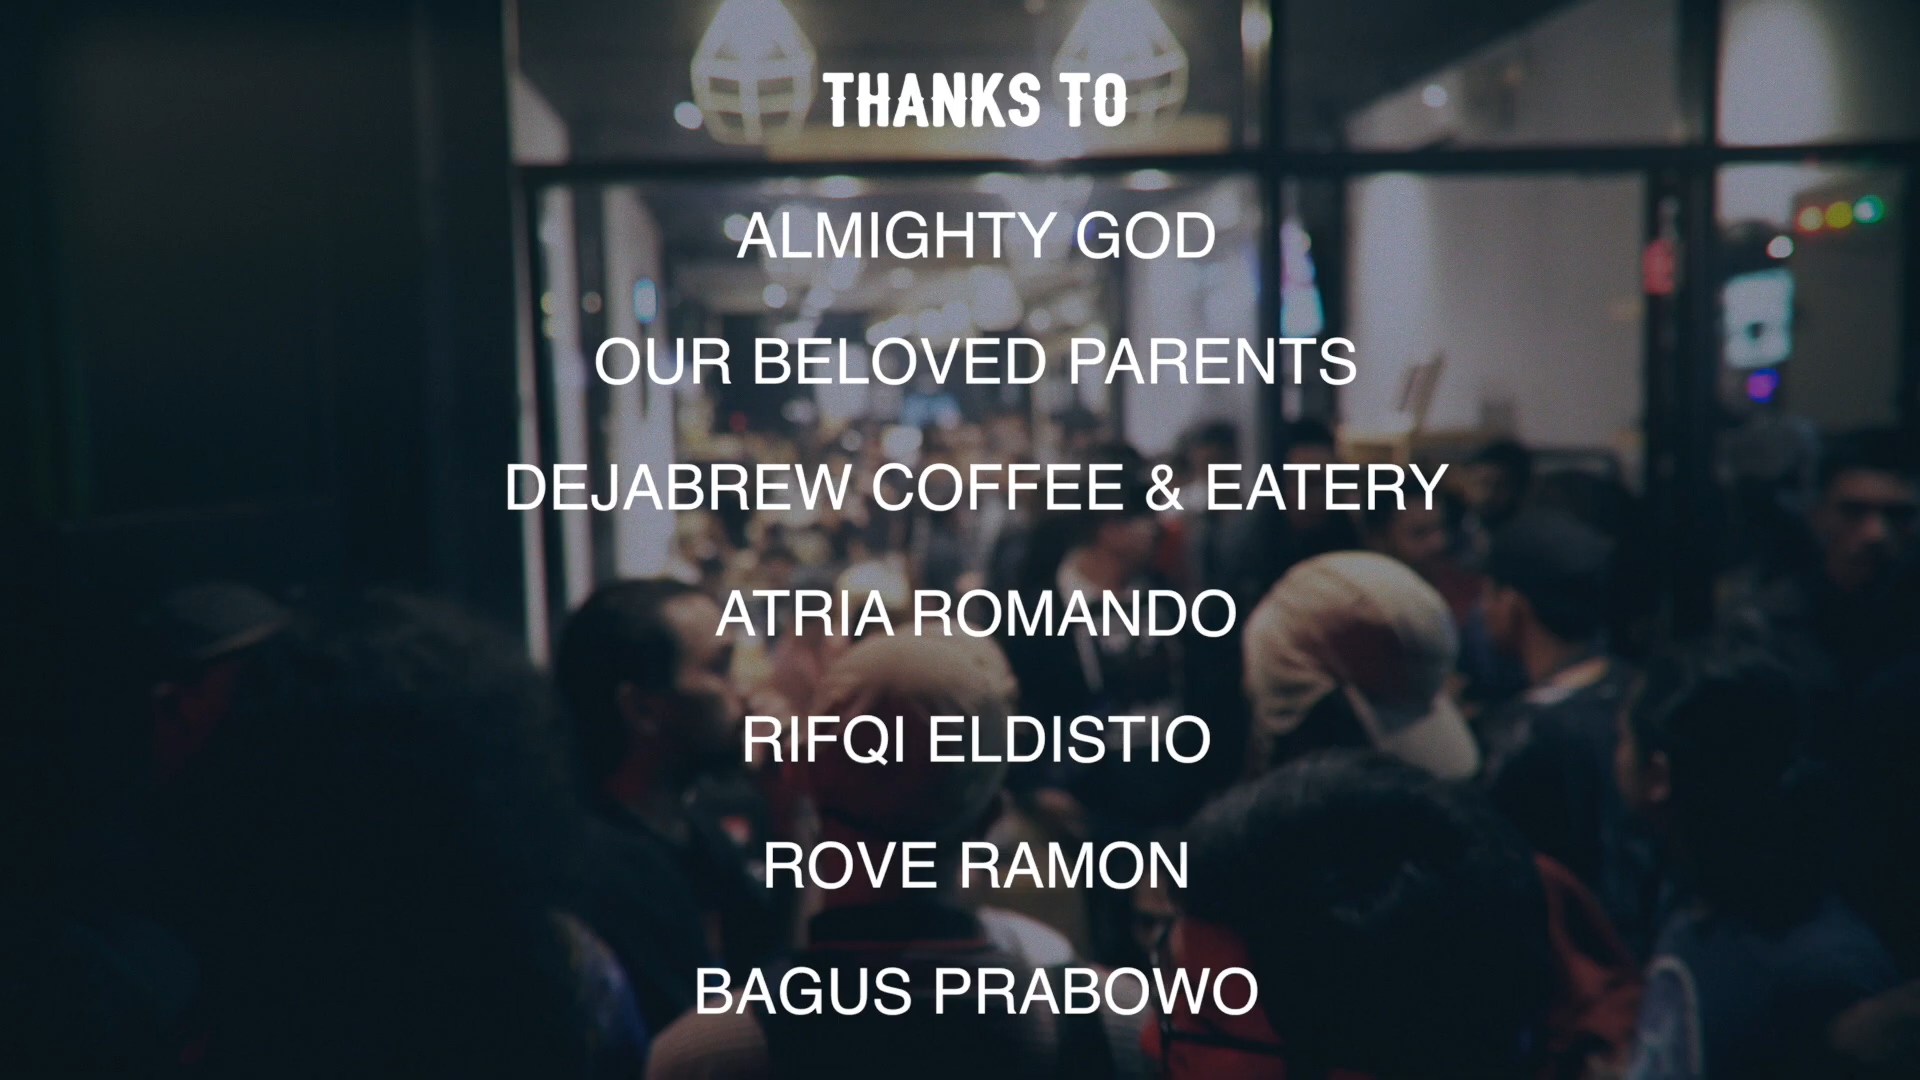 THANKS TO
ALMIGHTY GOD
OUR BELOVED PARENTS
DEJABREW COFFEE & EATERY
ATRIA ROMANDO
RIFQI ELDISTIO
ROVE RAMON
BAGUS PRABOWO